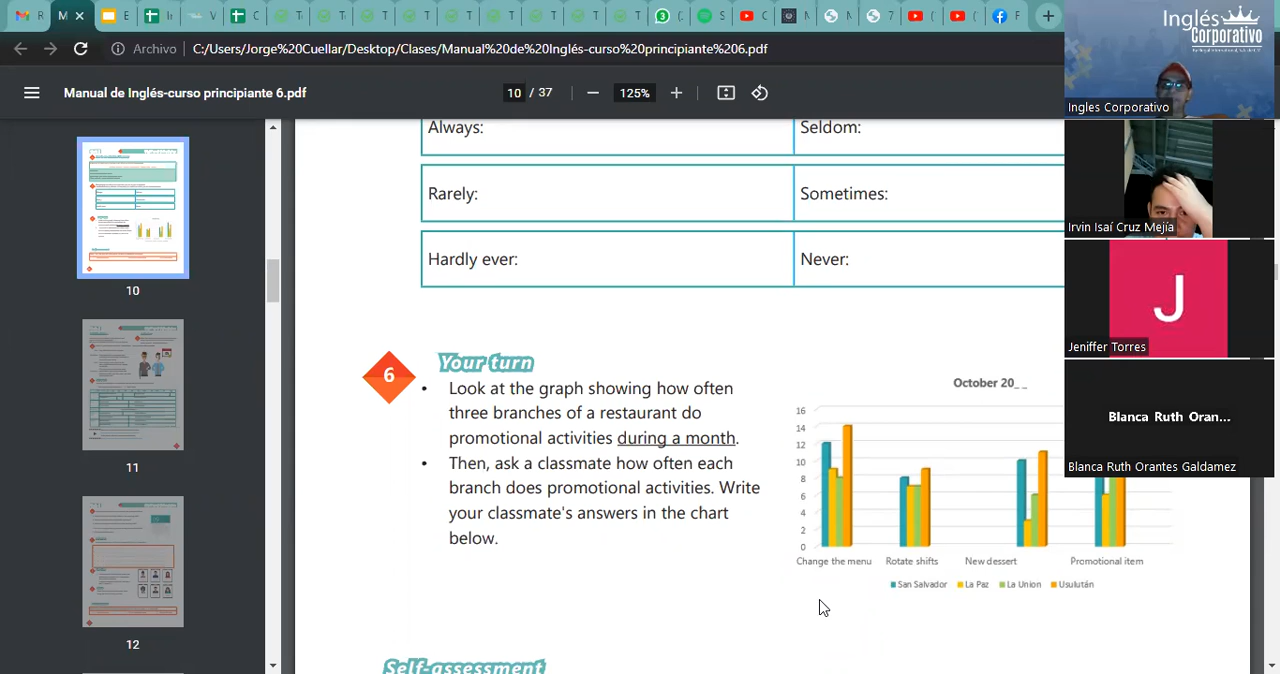 R
M
E
I
C
T
T
T
T
T
T
T
T
T
3
(
S
C
N
N
7
(
(
F
Archivo
C:/Users/Jorge%20Cuellar/Desktop/Clases/Manual%20de%20Inglés-curso%20principiante%206.pdf
Manual de Inglés-curso principiante 6.pdf
10 / 37
125%
10
11
12
Always:
Seldom:
Rarely:
Sometimes:
Hardly ever:
Never:
6
Your turn
• Look at the graph showing how often
three branches of a restaurant do
promotional activities during a month.
• Then, ask a classmate how often each
branch does promotional activities. Write
your classmate's answers in the chart
below.
October 20_ _
16
14
12
10
8
6
4
2
0
Change the menu Rotate shifts New dessert Promotional item
San Salvador La Paz La Union Usulután
Self-assessment
Inglés
Corporativo
Ingles Corporativo
Irvin Isaí Cruz Mejía
J
Jeniffer Torres
Blanca Ruth Oran...
Blanca Ruth Orantes Galdamez